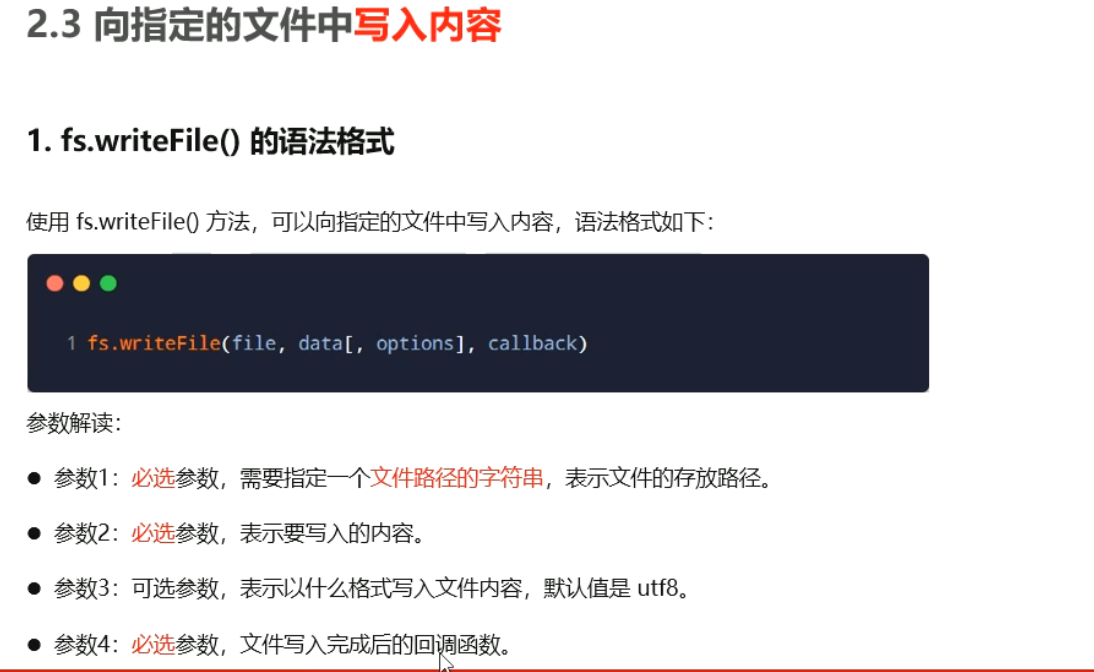 2.3 向指定的文件中写入内容
1. fs.writeFile() 的语法格式
使用 fs.writeFile() 方法，可以向指定的文件中写入内容，语法格式如下：
1 fs.writeFile(file, data[, options], callback)
参数解读：
● 参数1：必选参数，需要指定一个文件路径的字符串，表示文件的存放路径。
● 参数2：必选参数，表示要写入的内容。
● 参数3：可选参数，表示以什么格式写入文件内容，默认值是 utf8。
● 参数4：必选参数，文件写入完成后的回调函数。